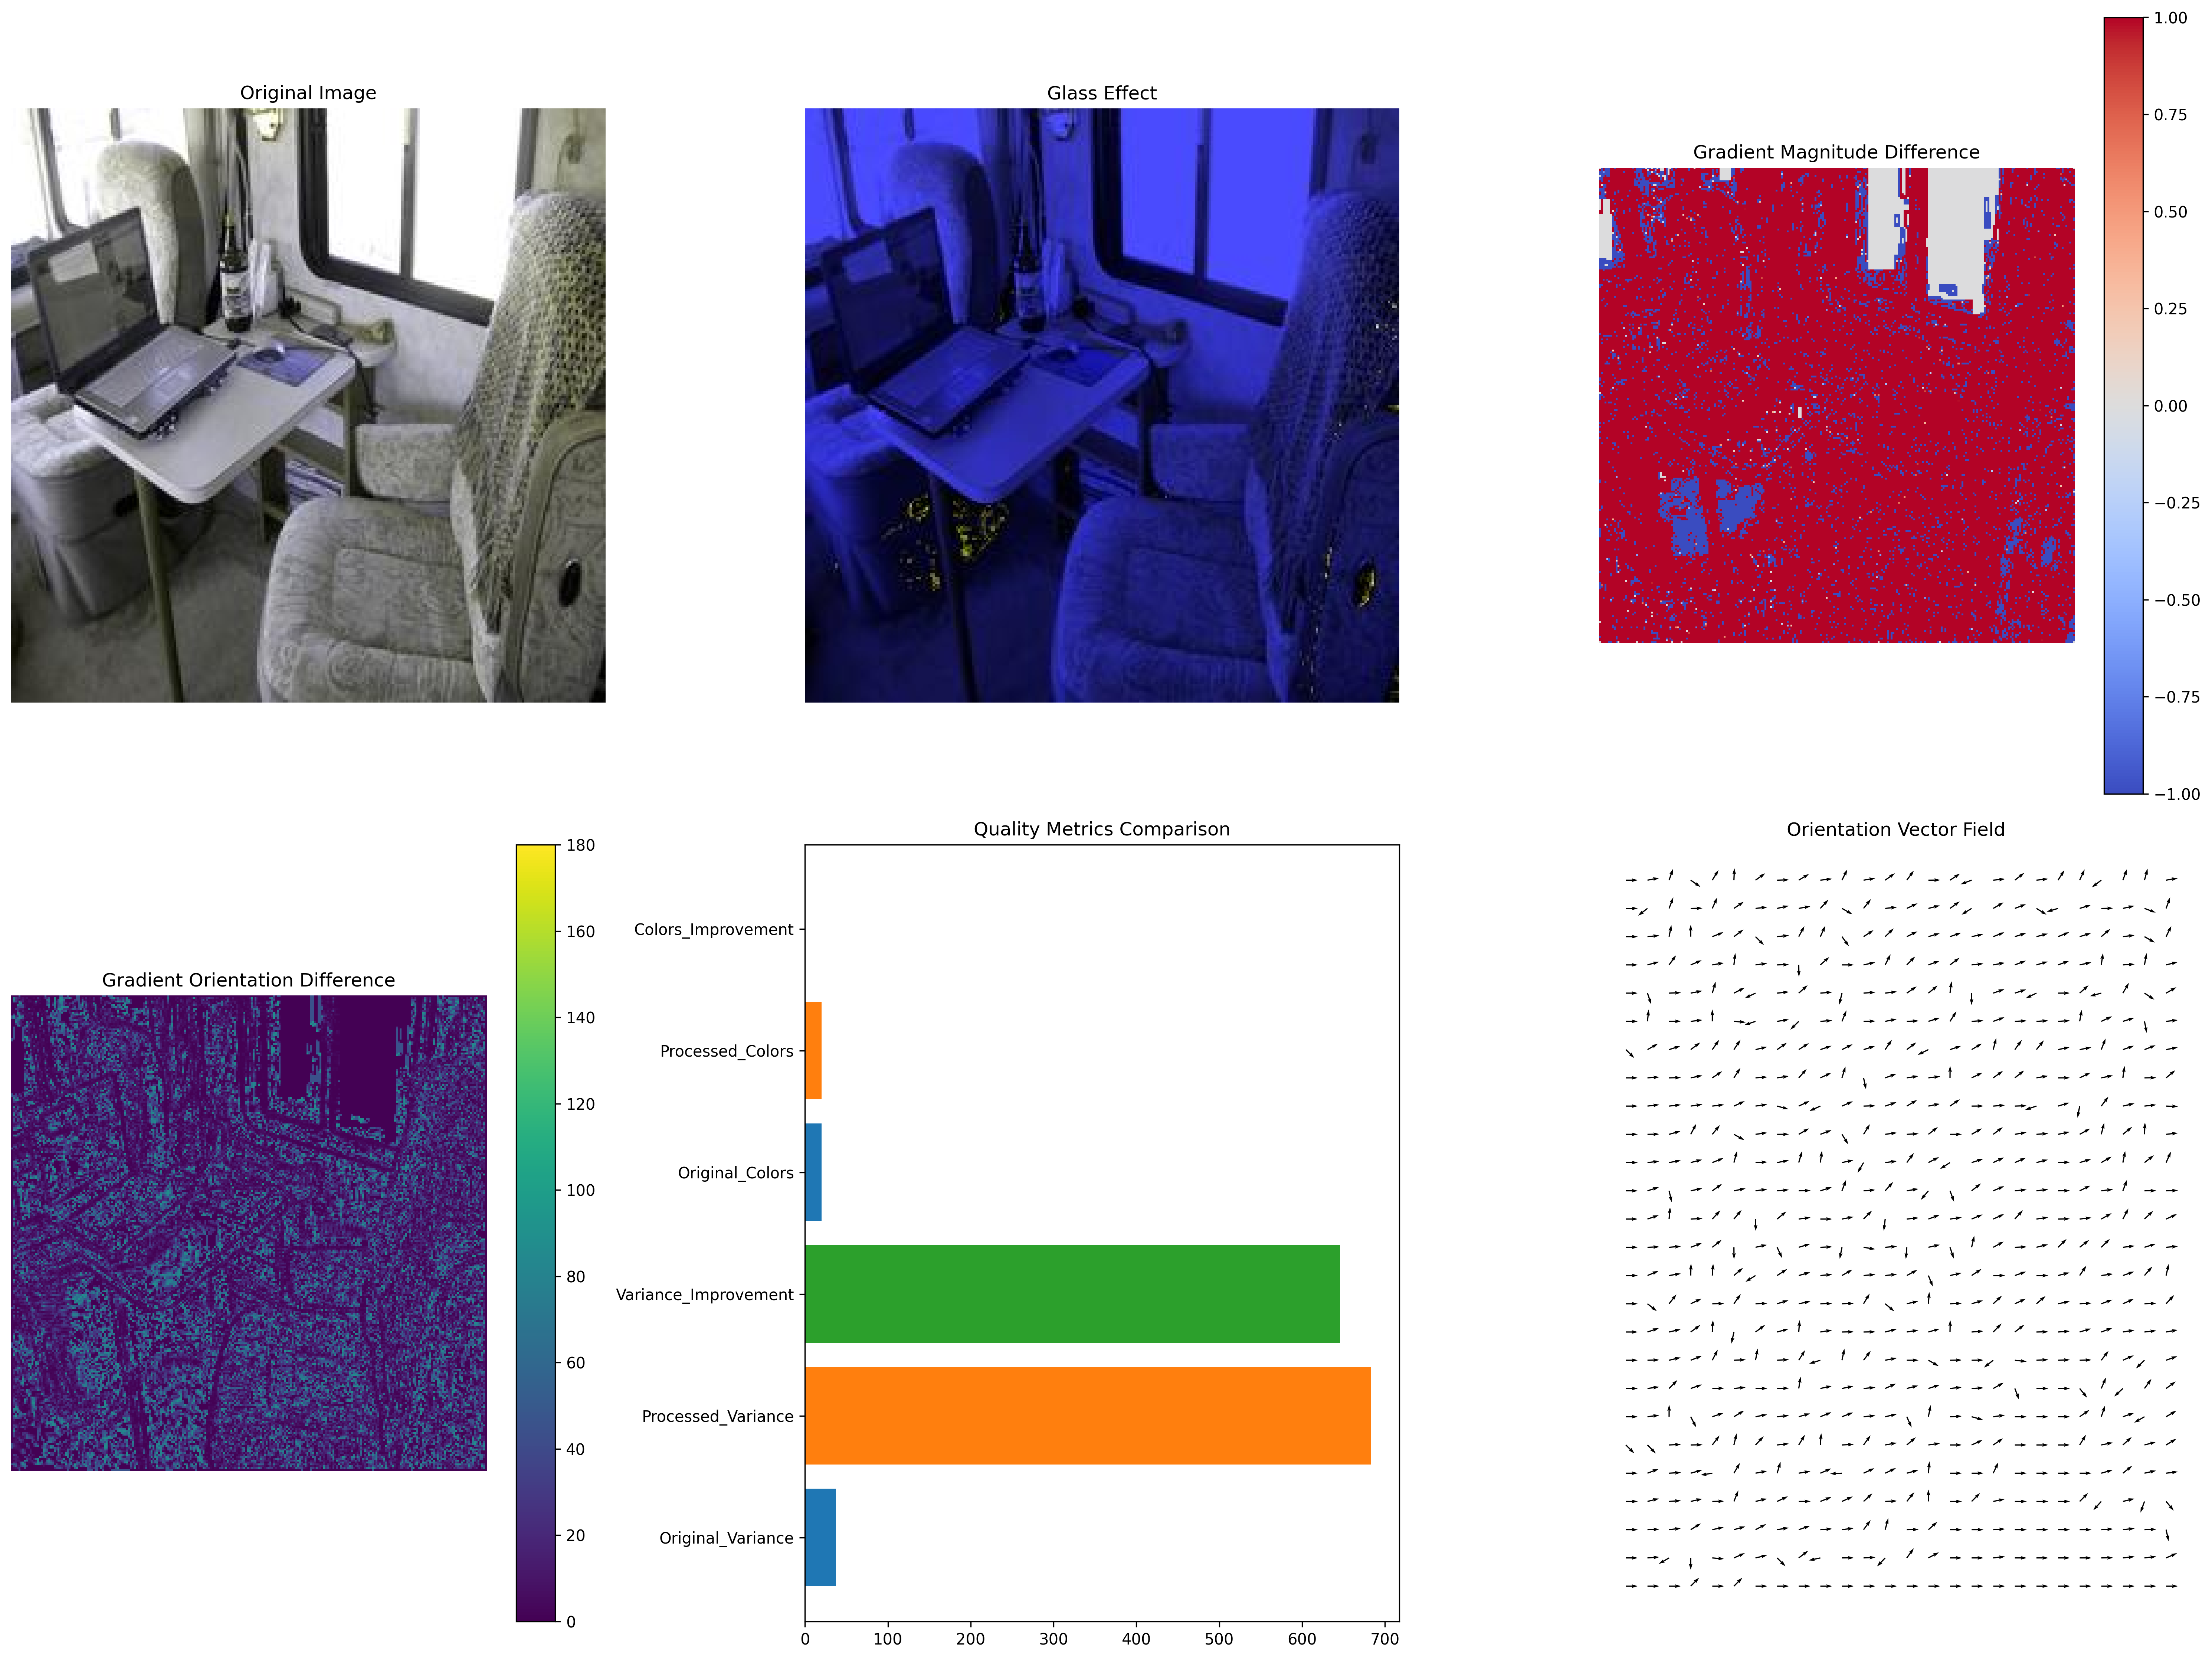 Original Image
Glass Effect
Gradient Magnitude Difference
1.00
0.75
0.50
0.25
0.00
−0.25
−0.50
−0.75
−1.00
Gradient Orientation Difference
180
160
140
120
100
80
60
40
20
0
Quality Metrics Comparison
Colors_Improvement
Processed_Colors
Original_Colors
Variance_Improvement
Processed_Variance
Original_Variance
0 100 200 300 400 500 600 700
Orientation Vector Field